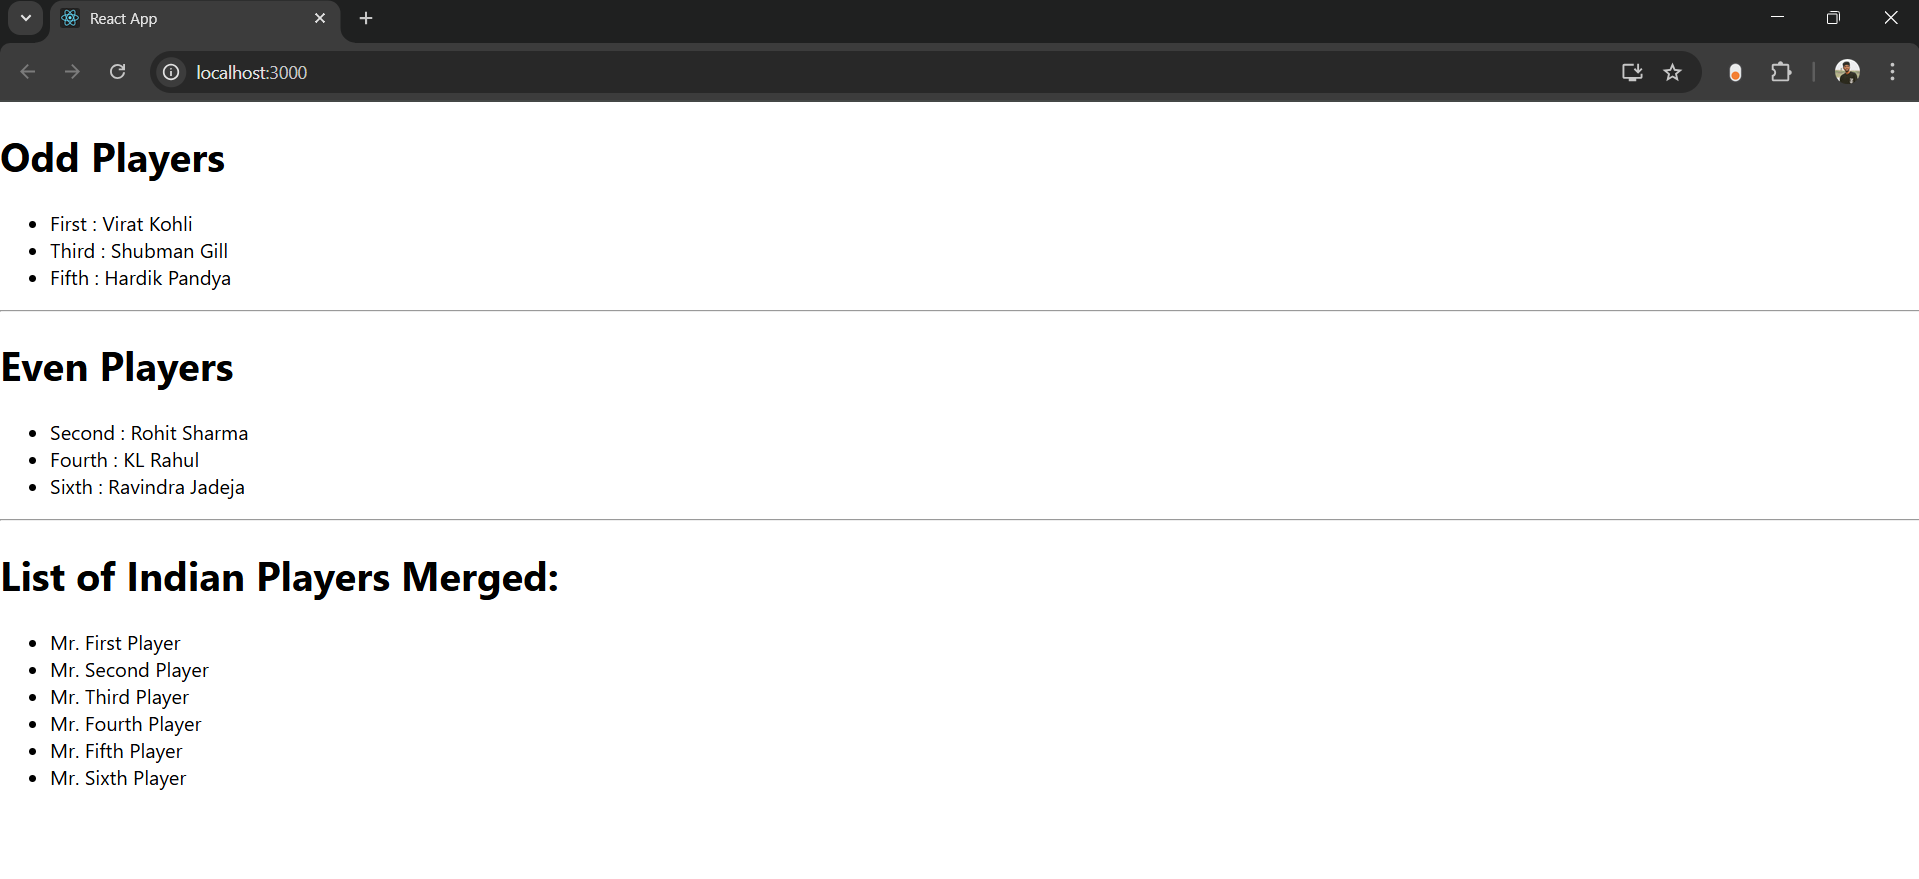 React App
localhost:3000
Odd Players
First : Virat Kohli
Third : Shubman Gill
Fifth : Hardik Pandya
Even Players
Second : Rohit Sharma
Fourth : KL Rahul
Sixth : Ravindra Jadeja
List of Indian Players Merged:
Mr. First Player
Mr. Second Player
Mr. Third Player
Mr. Fourth Player
Mr. Fifth Player
Mr. Sixth Player